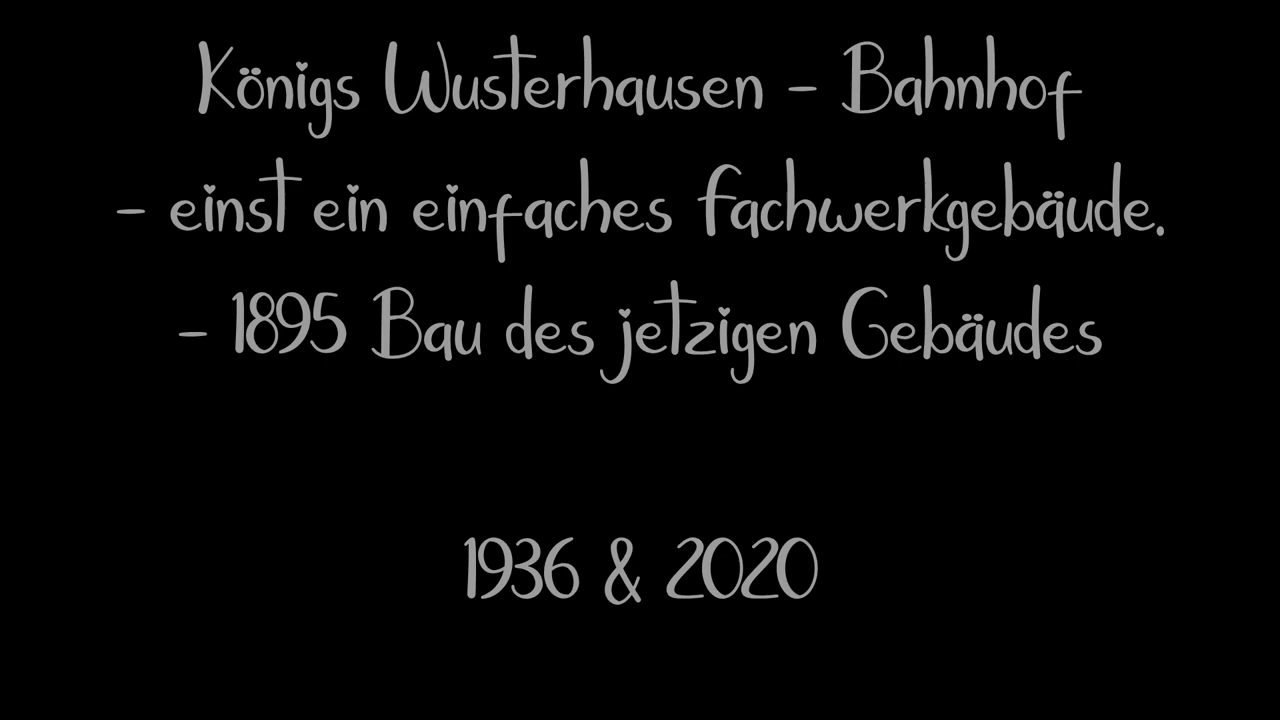 Königs Wusterhausen - Bahnhof
- einst ein einfaches Fachwerkgebäude.
- 1895 Bau des jetzigen Gebäudes
1936 & 2020